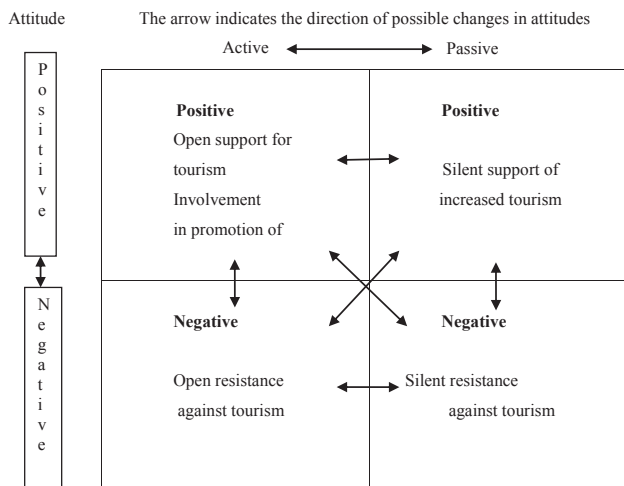 Attitude The arrow indicates the direction of possible changes in attitudes
Active Passive
Positive
Negative
Positive
Open support for
tourism
Involvement
in promotion of
Positive
Silent support of
increased tourism
Negative
Open resistance
against tourism
Negative
Silent resistance
against tourism